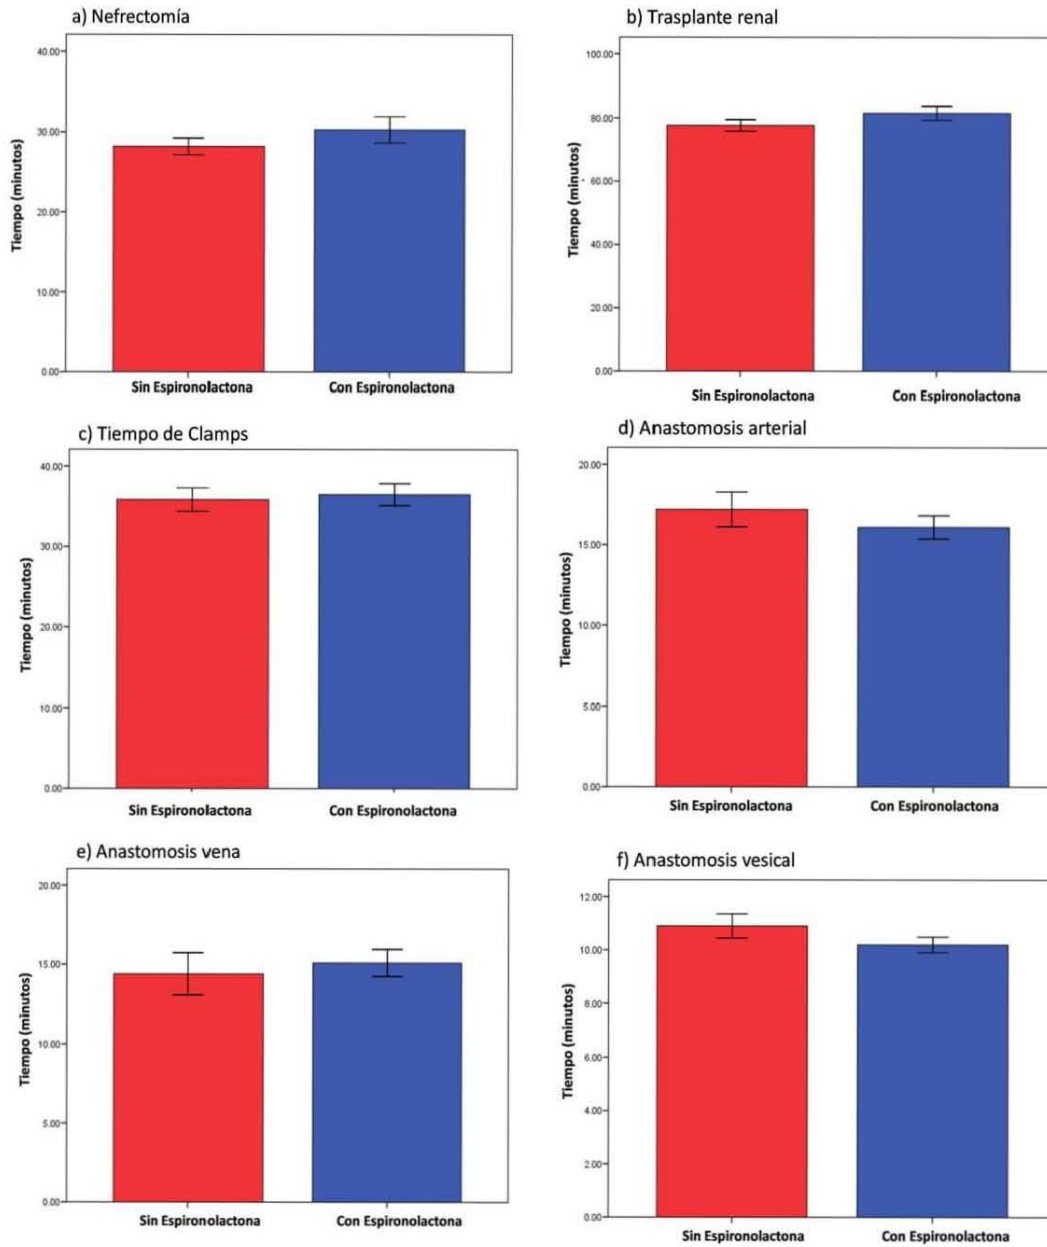 a) Nefrectomía
40.00
30.00
20.00
10.00
0.00
Tiempo (minutos)
Sin Espironolactona
Con Espironolactona
b) Trasplante renal
100.00
80.00
60.00
40.00
20.00
0.00
Tiempo (minutos)
Sin Espironolactona
Con Espironolactona
c) Tiempo de Clamps
40.00
30.00
20.00
10.00
0.00
Tiempo (minutos)
Sin Espironolactona
Con Espironolactona
d) Anastomosis arterial
20.00
15.00
10.00
5.00
0.00
Tiempo (minutos)
Sin Espironolactona
Con Espironolactona
e) Anastomosis vena
20.00
15.00
10.00
5.00
0.00
Tiempo (minutos)
Sin Espironolactona
Con Espironolactona
f) Anastomosis vesical
12.00
10.00
8.00
6.00
4.00
2.00
0.00
Tiempo (minutos)
Sin Espironolactona
Con Espironolactona